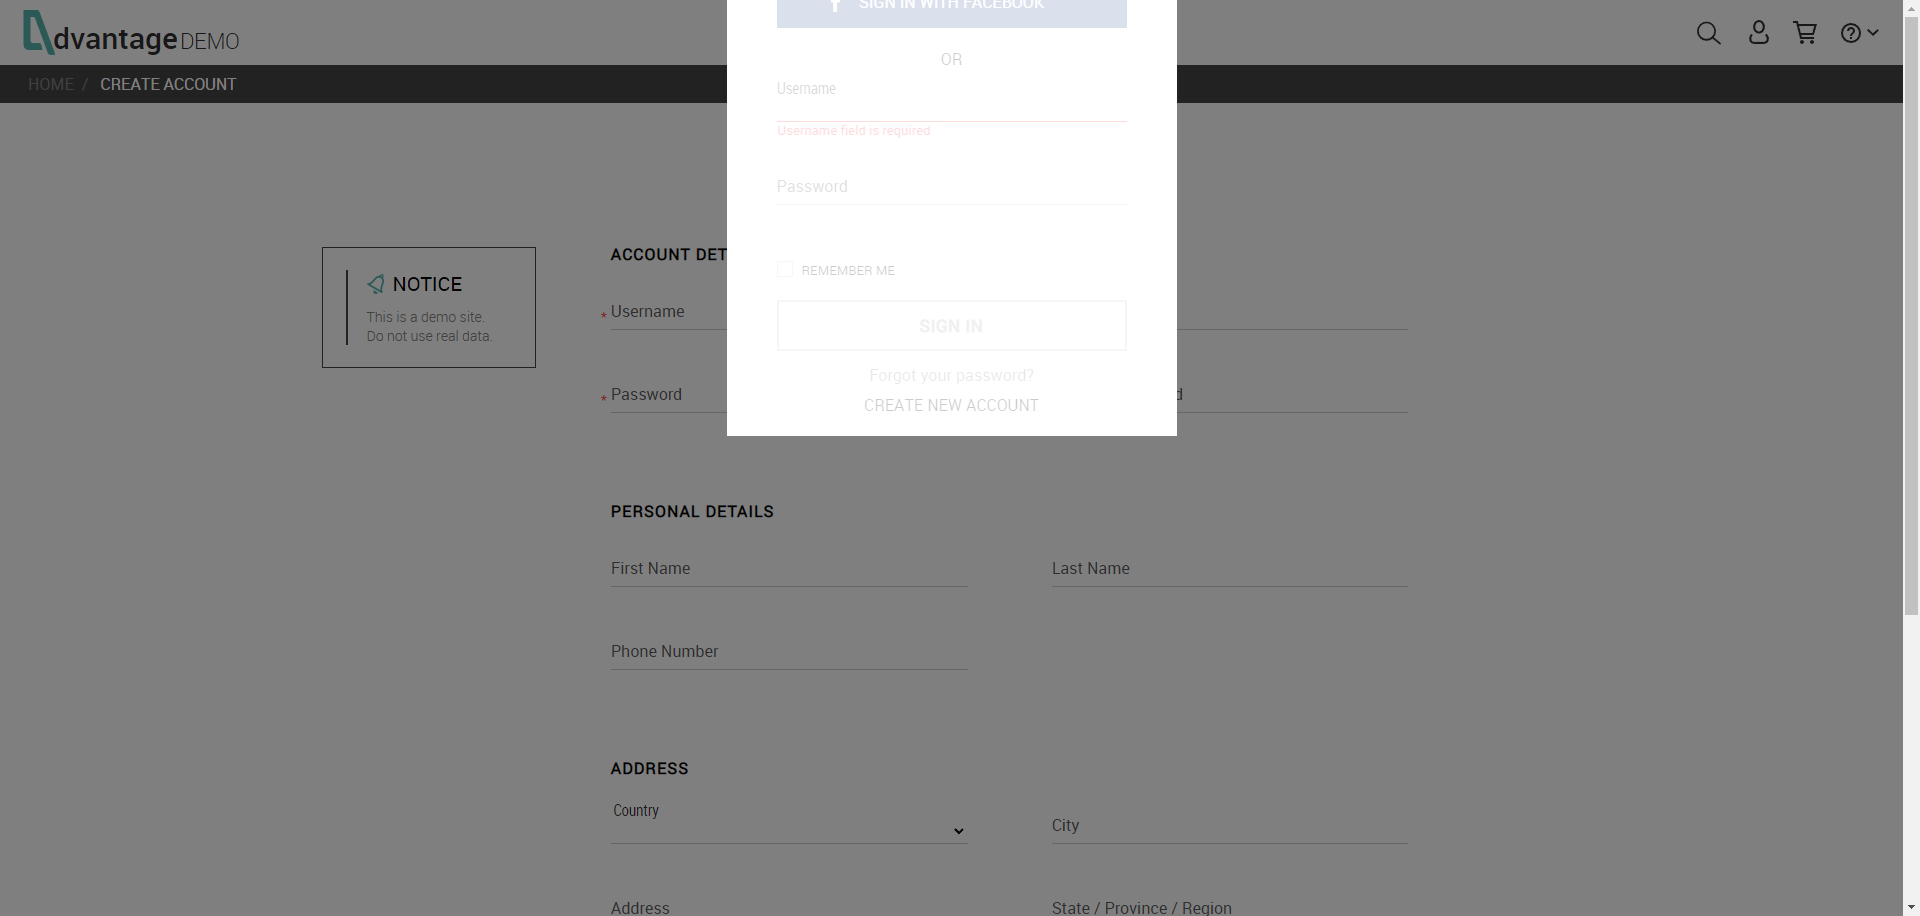 dvantage DEMO
HOME / CREATE ACCOUNT
SIGN IN WITH FACEBOOK
OR
Username
Username field is required
Password
REMEMBER ME
SIGN IN
Forgot your password?
CREATE NEW ACCOUNT
NOTICE
This is a demo site.
Do not use real data.
ACCOUNT DET
* Username
* Password
d
PERSONAL DETAILS
First Name
Last Name
Phone Number
ADDRESS
Country
City
Address
State / Province / Region